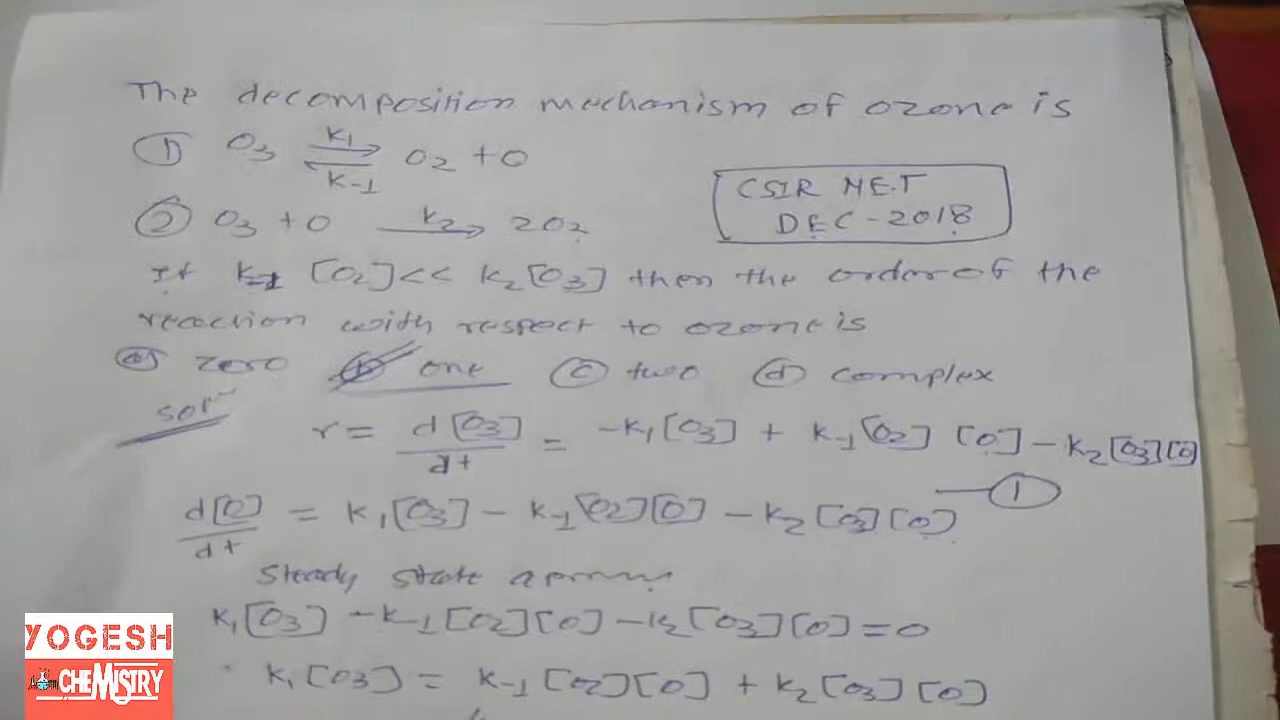 The decomposition mechanism of ozone is
① O3 ⇌ O2 + O
K1
K-1
② O3 + O ⟶ 2O2
K2
CSIR NET
DEC-2018
If K-1 [O2] << K2[O3] then the order of the
reaction with respect to ozone is
(a) zero (b) one (c) two (d) complex
Sol
r = d[O3]/dt = -K1[O3] + K-1[O2] [O] - K2[O3][O]
①
d[O]/dt = K1[O3] - K-1[O2][O] - K2[O3][O]
Steady state
K1[O3] - K-1[O2][O] - K2[O3][O] = 0
K1[O3] = K-1[O2][O] + K2[O3][O]
YOGESH
CHEMISTRY